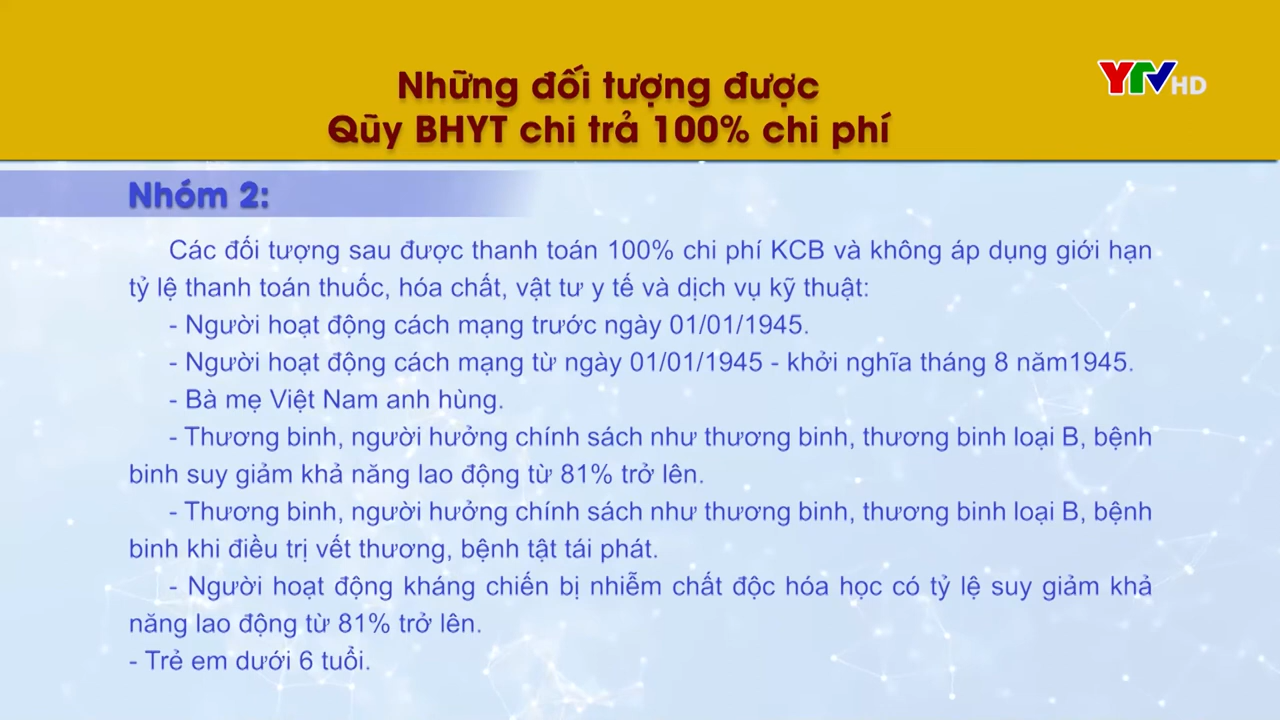 Những đối tượng được
Qũy BHYT chi trả 100% chi phí
YTV HD
Nhóm 2:
Các đối tượng sau được thanh toán 100% chi phí KCB và không áp dụng giới hạn
tỷ lệ thanh toán thuốc, hóa chất, vật tư y tế và dịch vụ kỹ thuật:
- Người hoạt động cách mạng trước ngày 01/01/1945.
- Người hoạt động cách mạng từ ngày 01/01/1945 - khởi nghĩa tháng 8 năm1945.
- Bà mẹ Việt Nam anh hùng.
- Thương binh, người hưởng chính sách như thương binh, thương binh loại B, bệnh
binh suy giảm khả năng lao động từ 81% trở lên.
- Thương binh, người hưởng chính sách như thương binh, thương binh loại B, bệnh
binh khi điều trị vết thương, bệnh tật tái phát.
- Người hoạt động kháng chiến bị nhiễm chất độc hóa học có tỷ lệ suy giảm khả
năng lao động từ 81% trở lên.
- Trẻ em dưới 6 tuổi.